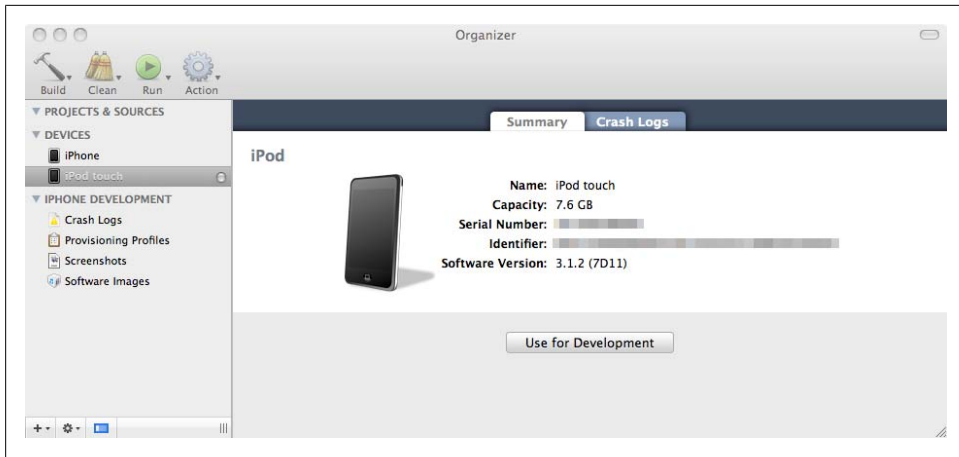 Organizer
Build Clean Run Action
PROJECTS & SOURCES
DEVICES
iPhone
iPod touch
IPHONE DEVELOPMENT
Crash Logs
Provisioning Profiles
Screenshots
Software Images
Summary Crash Logs
iPod
Name: iPod touch
Capacity: 7.6 GB
Serial Number:
Identifier:
Software Version: 3.1.2 (7D11)
Use for Development